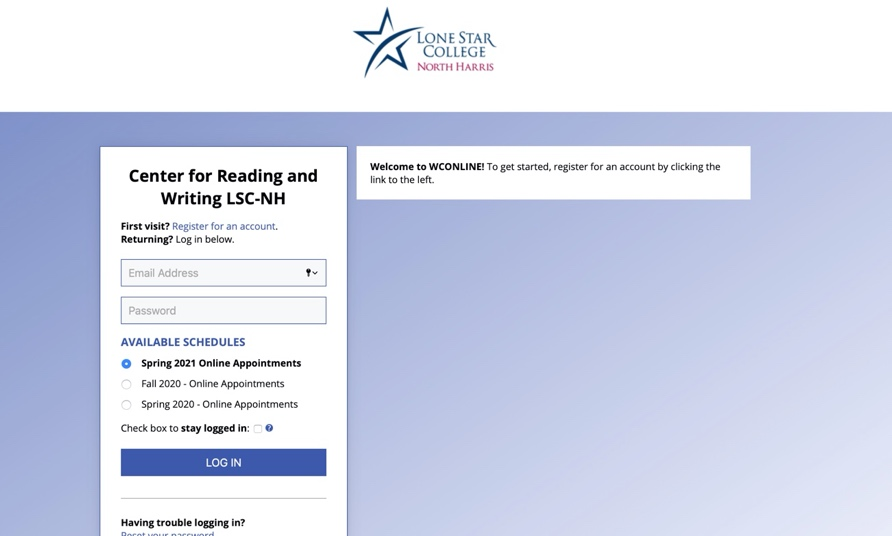 LONE STAR
COLLEGE
NORTH HARRIS
Center for Reading and
Writing LSC-NH
First visit? Register for an account.
Returning? Log in below.
Email Address
Password
AVAILABLE SCHEDULES
Spring 2021 Online Appointments
Fall 2020 - Online Appointments
Spring 2020 - Online Appointments
Check box to stay logged in: ?
LOG IN
Having trouble logging in?
Reset your password
Welcome to WCONLINE! To get started, register for an account by clicking the
link to the left.